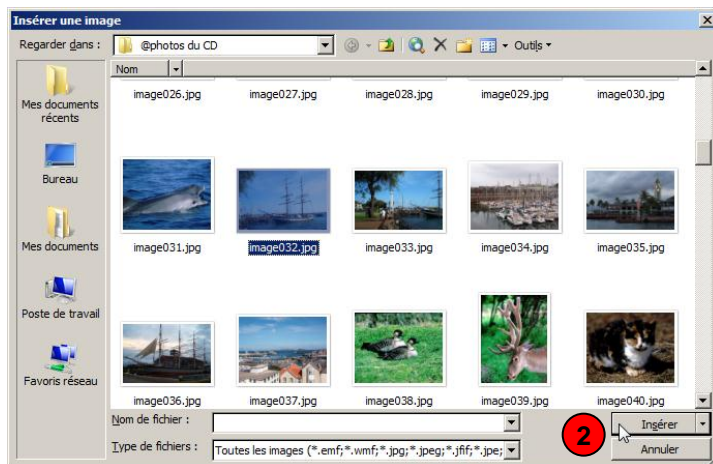 Insérer une image
Regarder dans :
@photos du CD
Outils
Nom
image026.jpg
image027.jpg
image028.jpg
image029.jpg
image030.jpg
Mes documents
récents
Bureau
Mes documents
Poste de travail
Favoris réseau
image031.jpg
image032.jpg
image033.jpg
image034.jpg
image035.jpg
image036.jpg
image037.jpg
image038.jpg
image039.jpg
image040.jpg
Nom de fichier :
Type de fichiers :
Toutes les images (*.emf;*.wmf;*.jpg;*.jpeg;*.jfif;*.jpe;
2
Insérer
Annuler